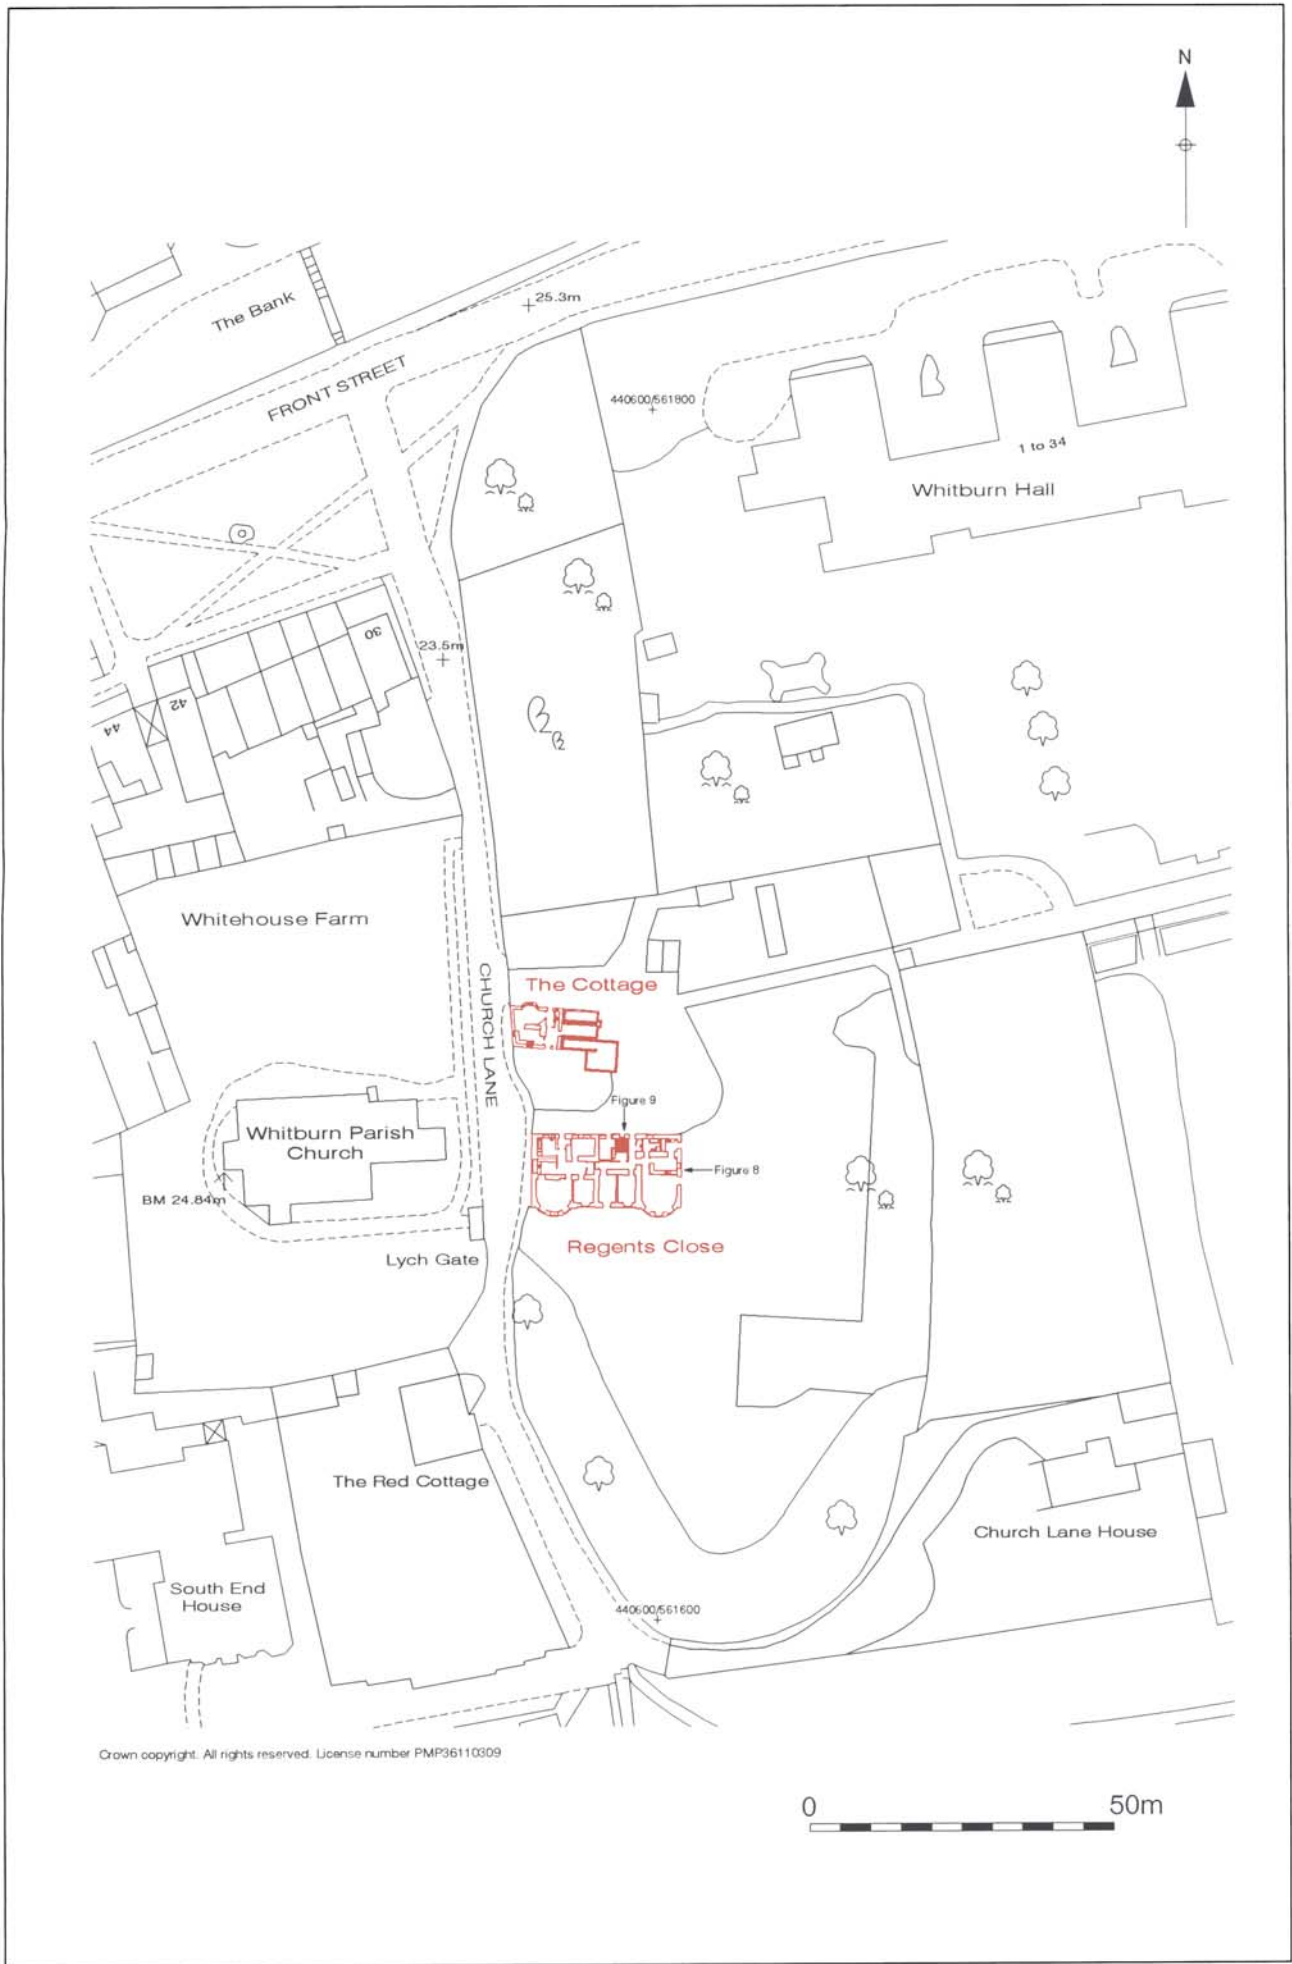 N
The Bank
25.3m
FRONT STREET
440600/561800
1 to 34
Whitburn Hall
30
23.5m
42
44
Whitehouse Farm
CHURCH LANE
The Cottage
Figure 9
Whitburn Parish
Church
Figure 8
BM 24.84m
Regents Close
Lych Gate
The Red Cottage
Church Lane House
South End
House
440600/561600
Crown copyright. All rights reserved. License number PMP36110309
0
50m